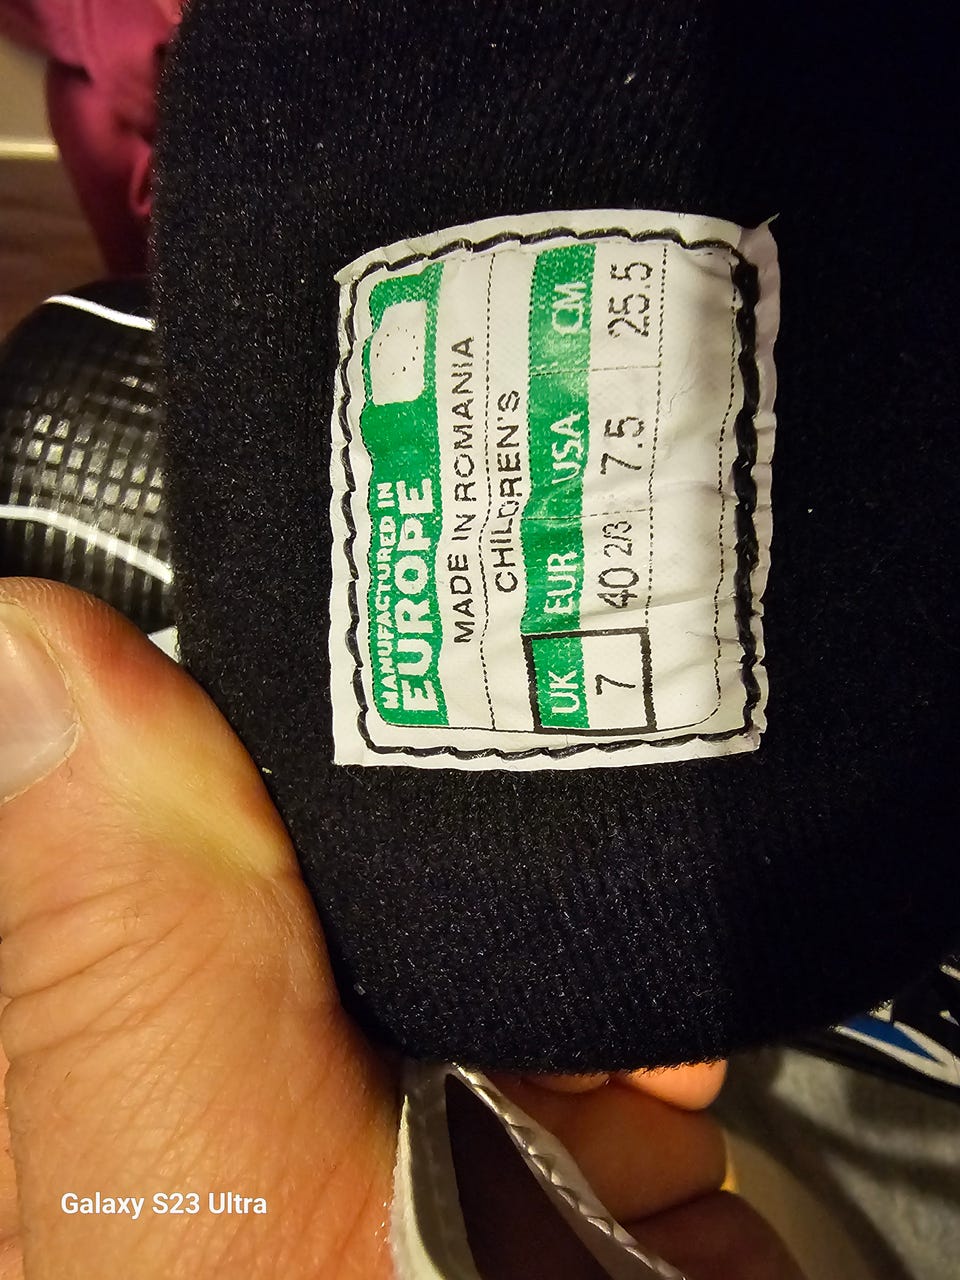 MANUFACTURED IN
EUROPE
MADE IN ROMANIA
CHILDREN'S
UK EUR USA CM
7 40 2/3 7.5 25.5
Galaxy S23 Ultra